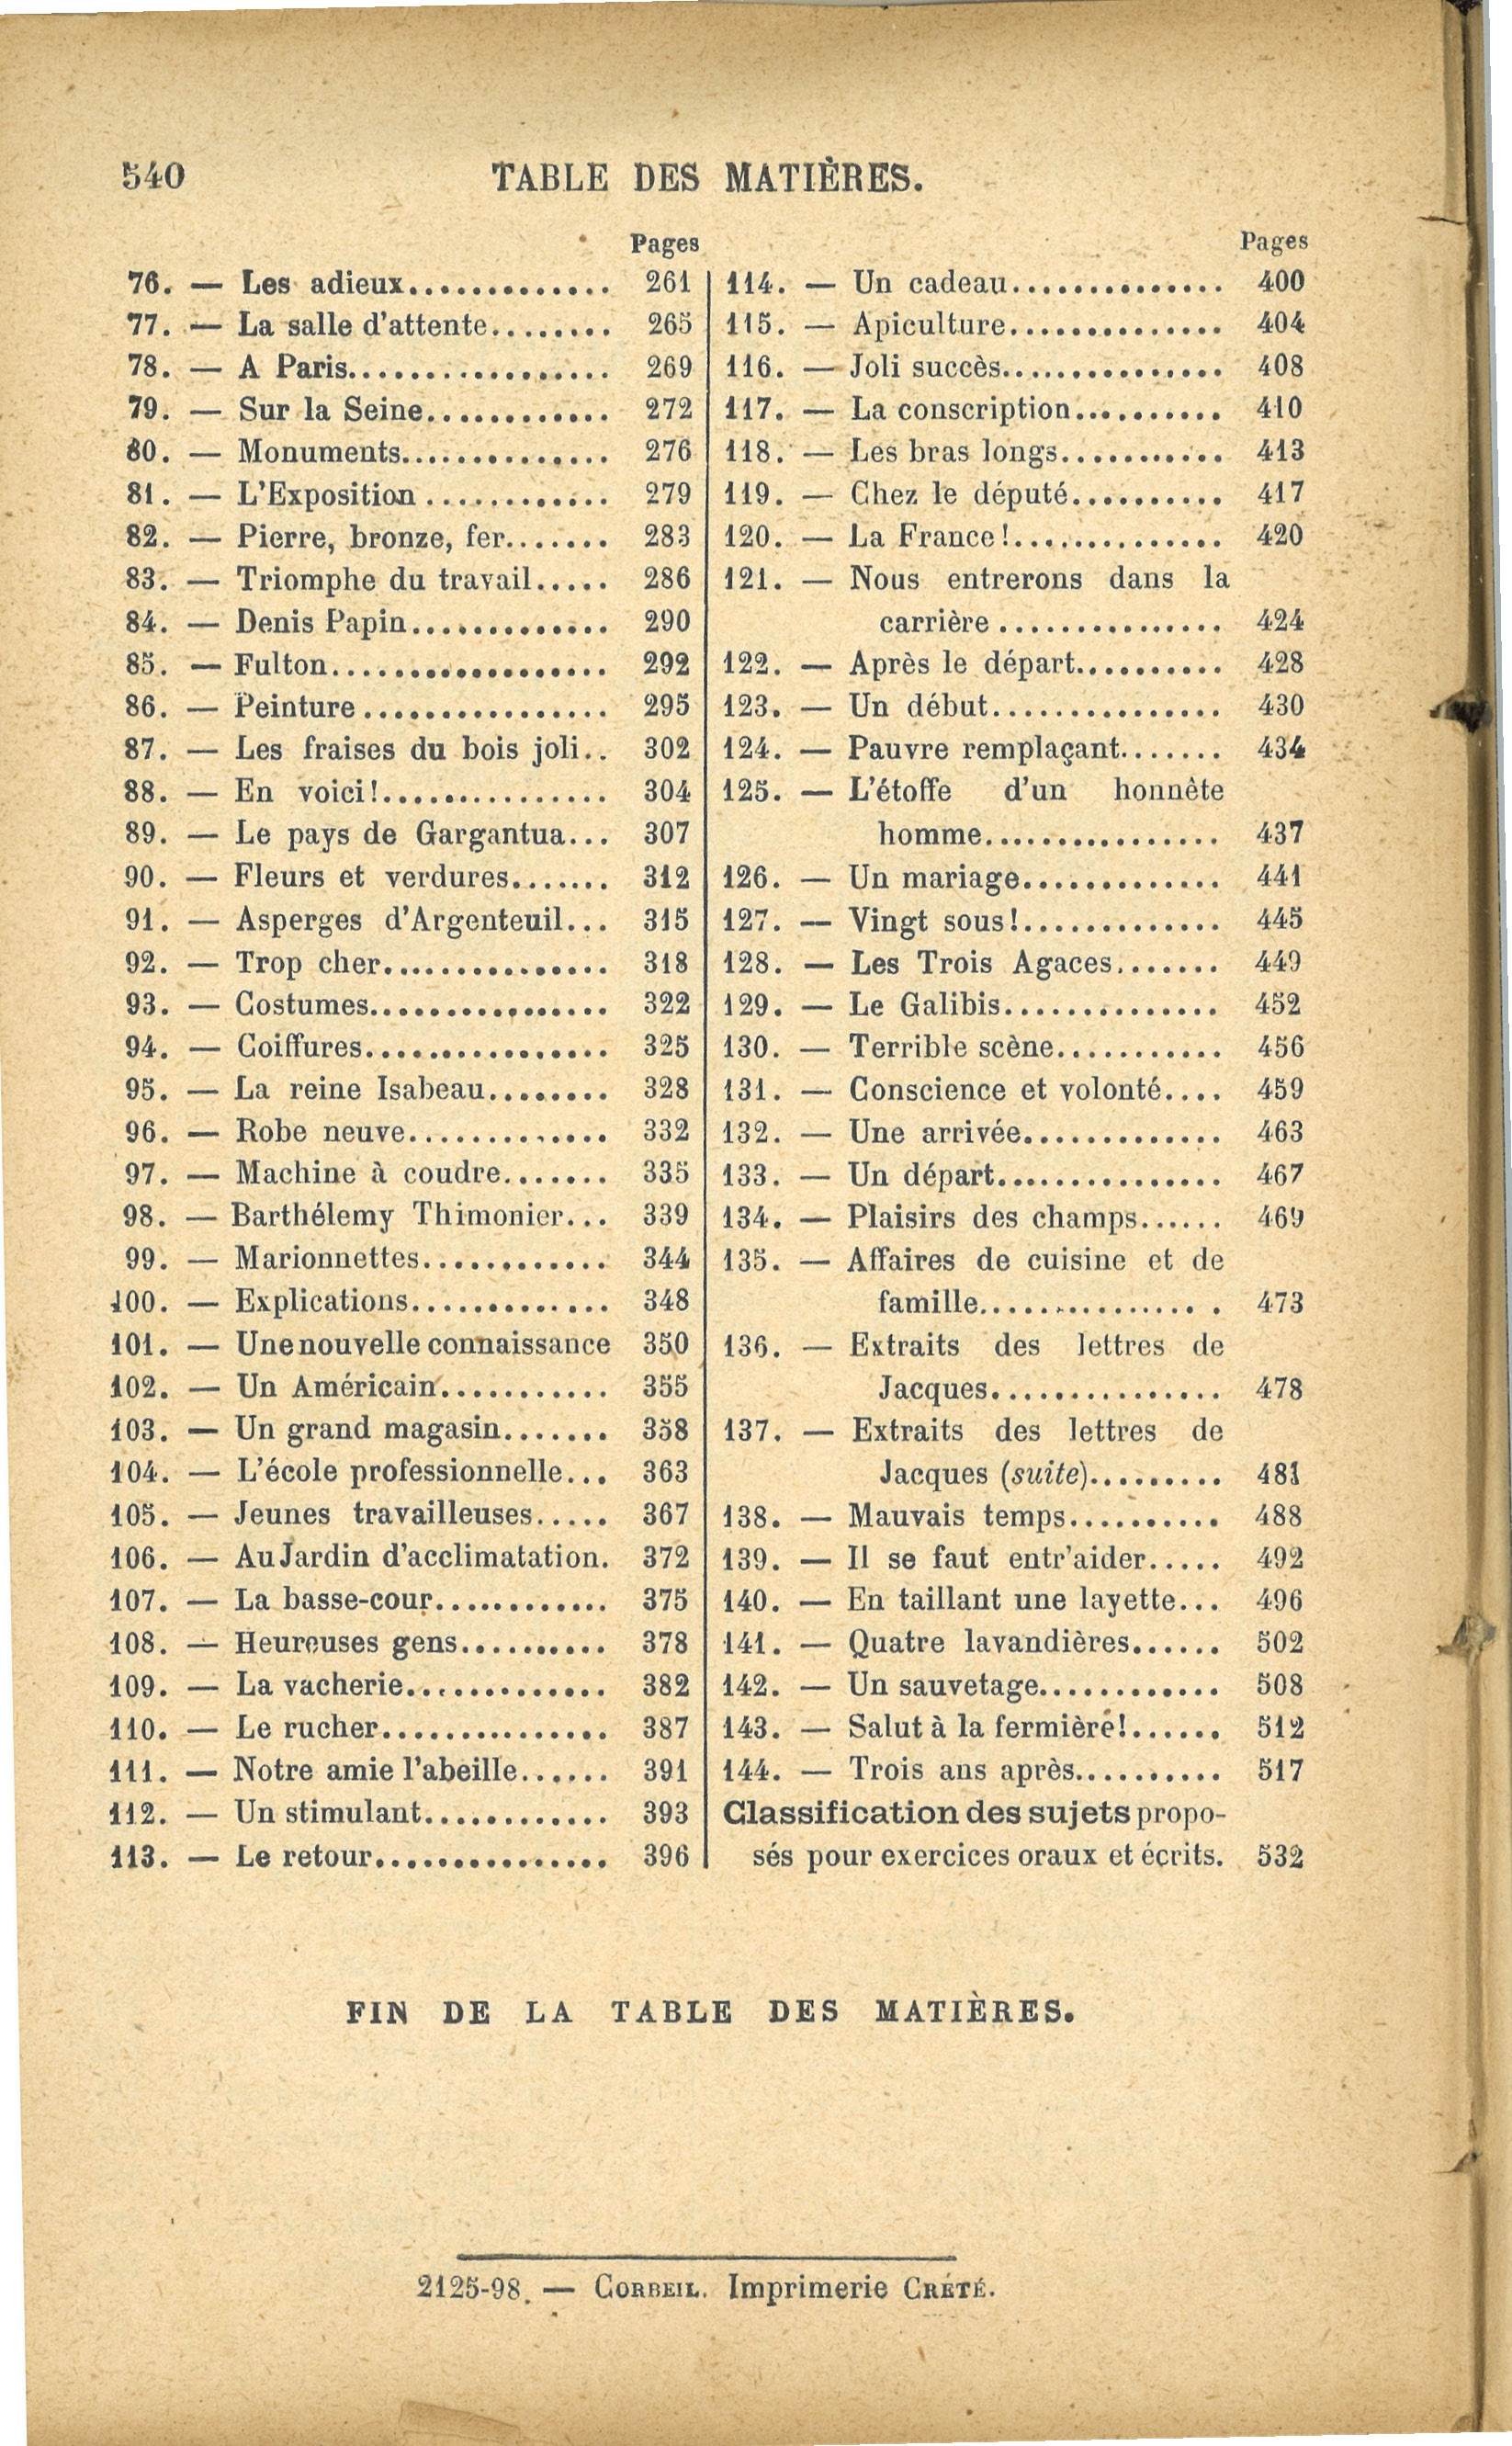 540 TABLE DES MATIÈRES.
Pages
76. — Les adieux............. 261
77. — La salle d'attente........ 265
78. — A Paris................. 269
79. — Sur la Seine............ 272
80. — Monuments.............. 276
81. — L'Exposition ............ 279
82. — Pierre, bronze, fer....... 283
83. — Triomphe du travail..... 286
84. — Denis Papin............. 290
85. — Fulton.................. 292
86. — Peinture ................ 295
87. — Les fraises du bois joli.. 302
88. — En voici!............... 304
89. — Le pays de Gargantua... 307
90. — Fleurs et verdures....... 312
91. — Asperges d'Argenteuil... 315
92. — Trop cher............... 318
93. — Costumes................ 322
94. — Coiffures................ 325
95. — La reine Isabeau........ 328
96. — Robe neuve............. 332
97. — Machine à coudre....... 335
98. — Barthélemy Thimonier... 339
99. — Marionnettes............ 344
100. — Explications............. 348
101. — Une nouvelle connaissance 350
102. — Un Américain........... 355
103. — Un grand magasin....... 358
104. — L'école professionnelle... 363
105. — Jeunes travailleuses..... 367
106. — Au Jardin d'acclimatation. 372
107. — La basse-cour............ 375
108. — Heureuses gens.......... 378
109. — La vacherie............. 382
110. — Le rucher............... 387
111. — Notre amie l'abeille...... 391
112. — Un stimulant............ 393
113. — Le retour............... 396
Pages
114. — Un cadeau.............. 400
115. — Apiculture.............. 404
116. — Joli succès............... 408
117. — La conscription.......... 410
118. — Les bras longs........... 413
119. — Chez le député.......... 417
120. — La France!.............. 420
121. — Nous entrerons dans la
carrière ............... 424
122. — Après le départ.......... 428
123. — Un début............... 430
124. — Pauvre remplaçant....... 434
125. — L'étoffe d'un honnête
homme................ 437
126. — Un mariage............. 441
127. — Vingt sous!............. 445
128. — Les Trois Agaces....... 449
129. — Le Galibis.............. 452
130. — Terrible scène........... 456
131. — Conscience et volonté.... 459
132. — Une arrivée............. 463
133. — Un départ............... 467
134. — Plaisirs des champs...... 469
135. — Affaires de cuisine et de
famille................ 473
136. — Extraits des lettres de
Jacques............... 478
137. — Extraits des lettres de
Jacques (suite)......... 481
138. — Mauvais temps.......... 488
139. — Il se faut entr'aider..... 492
140. — En taillant une layette... 496
141. — Quatre lavandières...... 502
142. — Un sauvetage............ 508
143. — Salut à la fermière!...... 512
144. — Trois ans après.......... 517
Classification des sujets propo-
sés pour exercices oraux et écrits. 532
FIN DE LA TABLE DES MATIÈRES.
2125-98. — CORBEIL. Imprimerie CRÉTÉ.